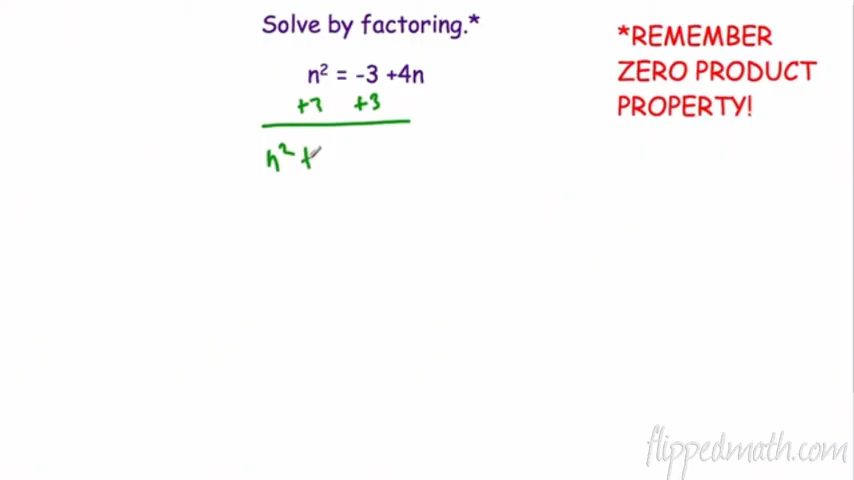 Solve by factoring.*
n² = -3 +4n
+3 +3
n² +
*REMEMBER
ZERO PRODUCT
PROPERTY!
flippedmath.com